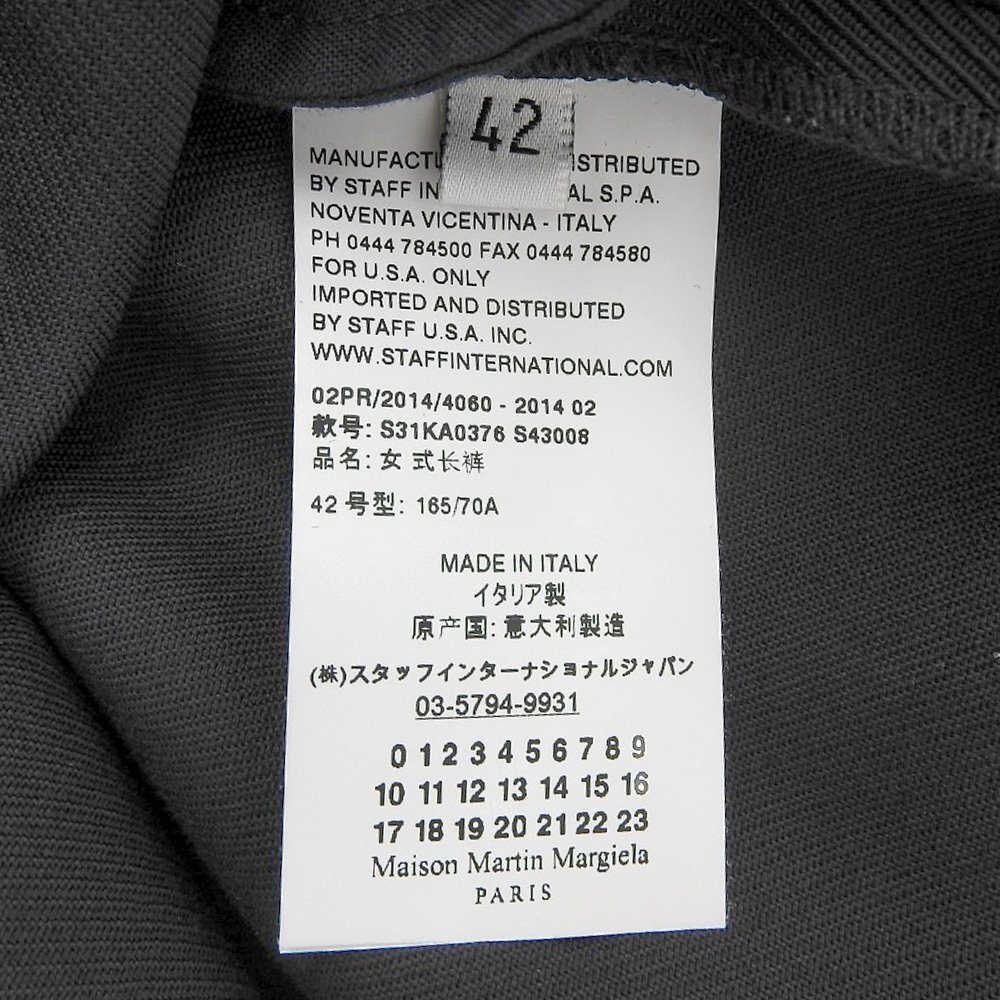 42
MANUFACTU ISTRIBUTED
BY STAFF IN AL S.P.A.
NOVENTA VICENTINA - ITALY
PH 0444 784500 FAX 0444 784580
FOR U.S.A. ONLY
IMPORTED AND DISTRIBUTED
BY STAFF U.S.A. INC.
WWW.STAFFINTERNATIONAL.COM
02PR/2014/4060 - 2014 02
款号: S31KA0376 S43008
品名: 女 式长裤
42 号型: 165/70A
MADE IN ITALY
イタリア製
原产国: 意大利製造
(株)スタッフインターナショナルジャパン
03-5794-9931
0 1 2 3 4 5 6 7 8 9
10 11 12 13 14 15 16
17 18 19 20 21 22 23
Maison Martin Margiela
PARIS